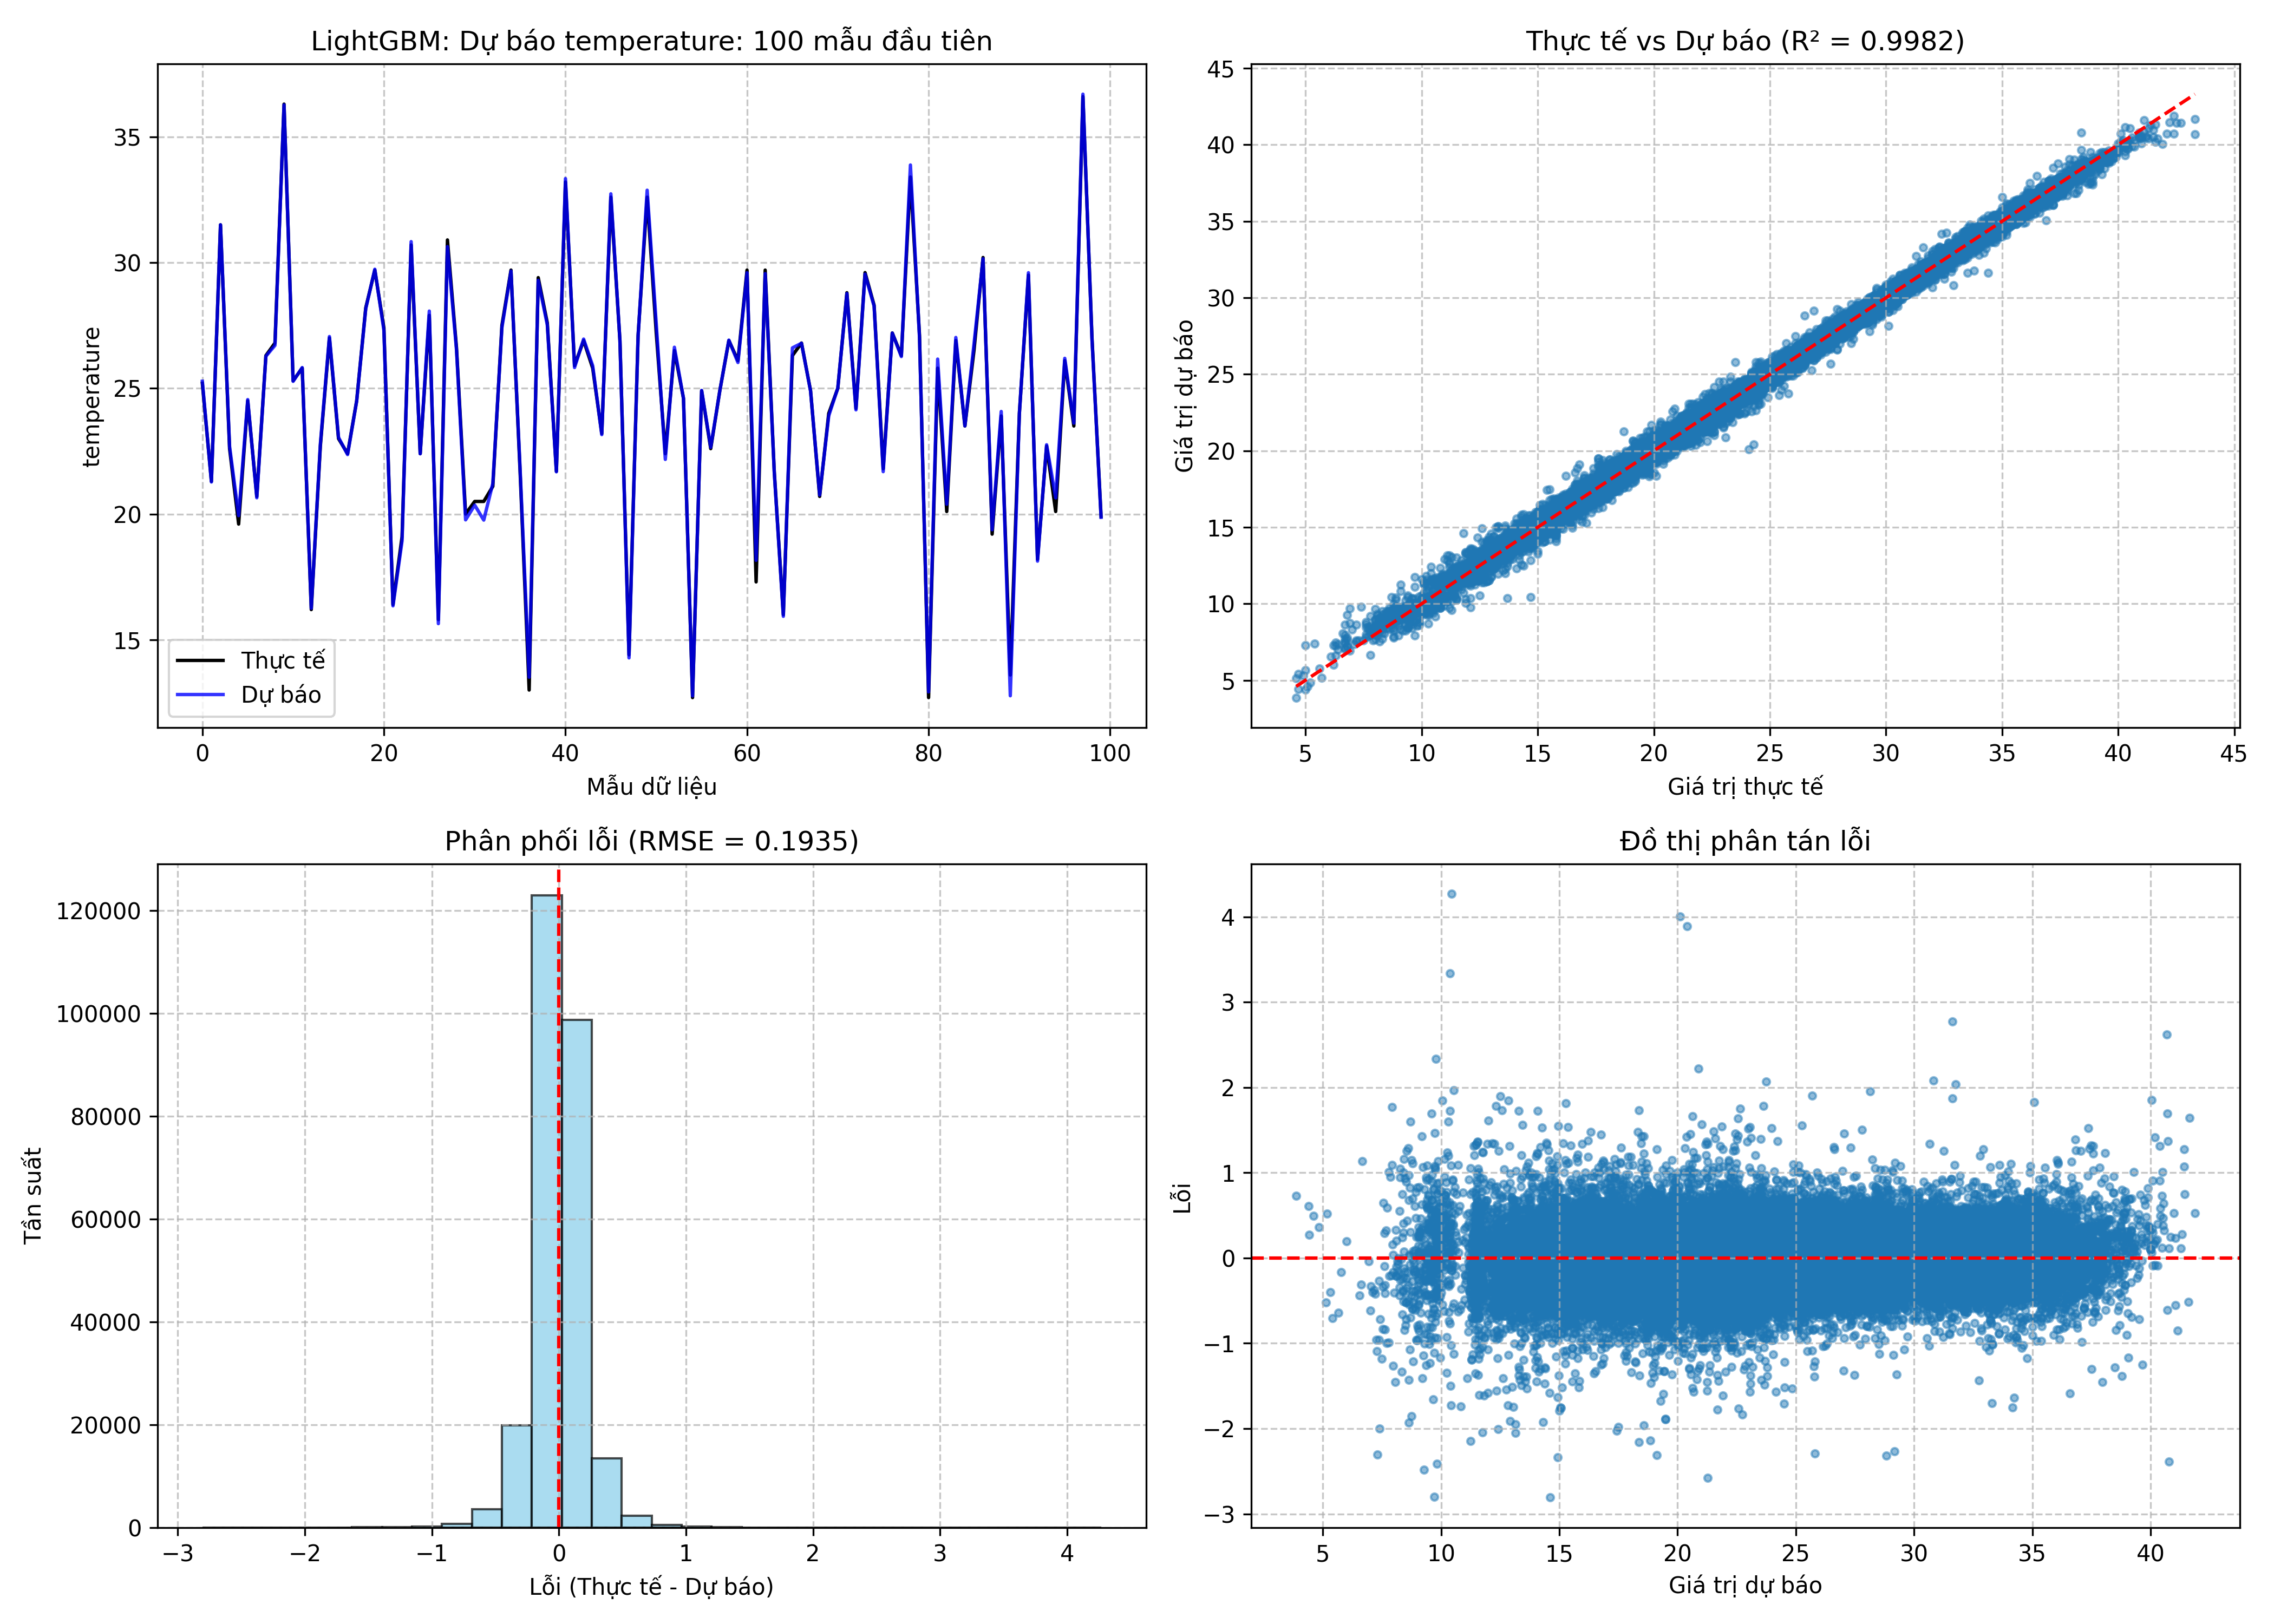 LightGBM: Dự báo temperature: 100 mẫu đầu tiên
35
30
25
20
15
temperature
Thực tế
Dự báo
0 20 40 60 80 100
Mẫu dữ liệu
Thực tế vs Dự báo (R² = 0.9982)
45
40
35
30
25
20
15
10
5
Giá trị dự báo
5 10 15 20 25 30 35 40 45
Giá trị thực tế
Phân phối lỗi (RMSE = 0.1935)
120000
100000
80000
60000
40000
20000
0
Tần suất
−3 −2 −1 0 1 2 3 4
Lỗi (Thực tế - Dự báo)
Đồ thị phân tán lỗi
4
3
2
1
0
−1
−2
−3
Lỗi
5 10 15 20 25 30 35 40
Giá trị dự báo